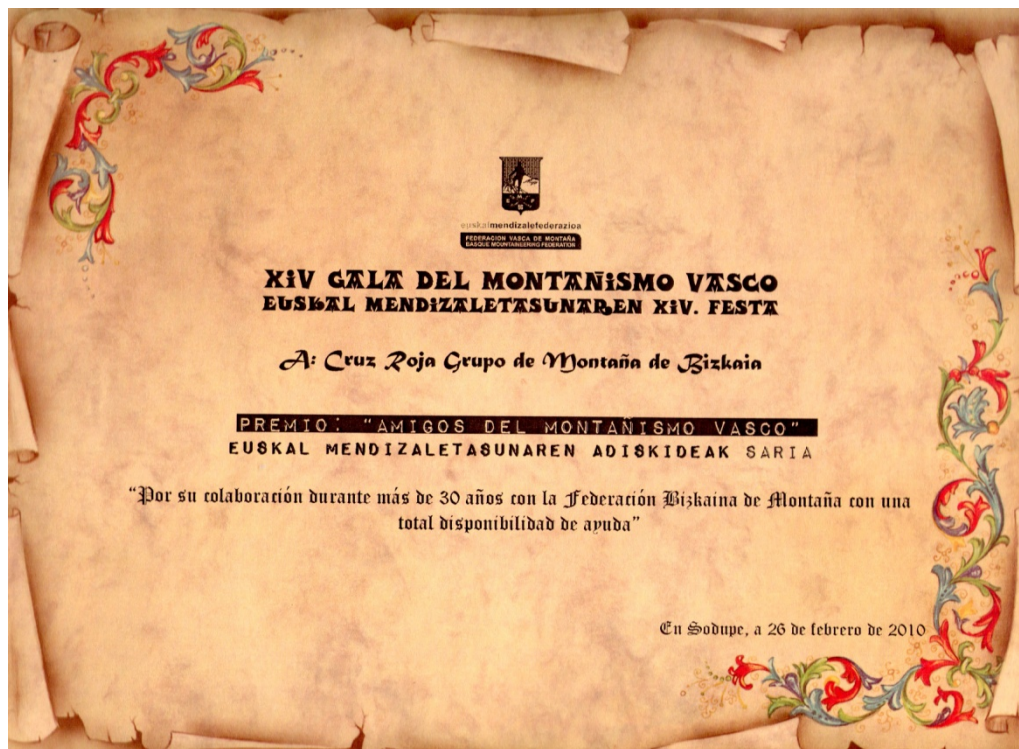 euskalmendizalefederazioa
FEDERACION VASCA DE MONTAÑA
BASQUE MOUNTAINEERING FEDERATION
XiV GALA DEL MONTAÑiSMO VASCO
EUSKAL MENDiZALETASUNAREN XiV. FESTA
A: Cruz Roja Grupo de Montaña de Bizkaia
PREMIO: "AMIGOS DEL MONTAÑISMO VASCO"
EUSKAL MENDIZALETASUNAREN ADISKIDEAK SARIA
“Por su colaboración durante más de 30 años con la Federación Bizkaina de Montaña con una
total disponibilidad de ayuda”
En Sodupe, a 26 de febrero de 2010